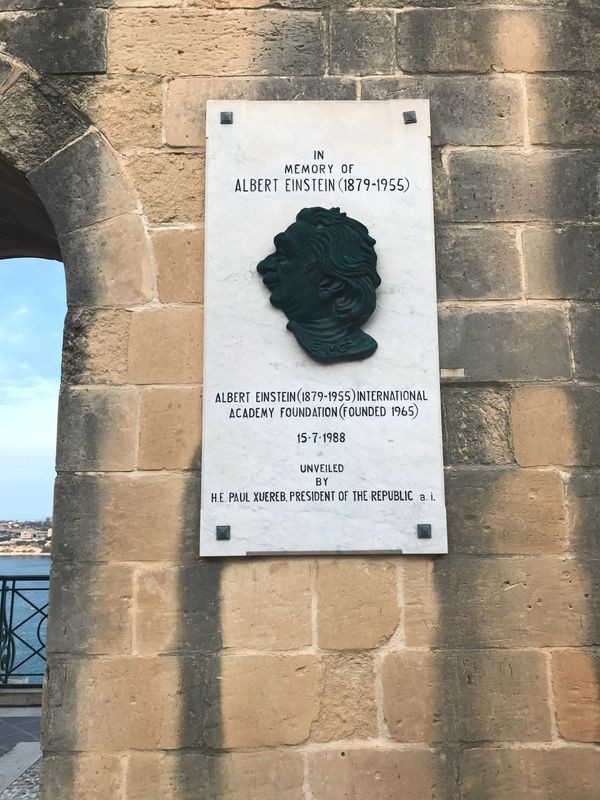 IN
MEMORY OF
ALBERT EINSTEIN (1879-1955)
ALBERT EINSTEIN (1879-1955) INTERNATIONAL
ACADEMY FOUNDATION (FOUNDED 1965)
15·7·1988
UNVEILED
BY
H.E. PAUL XUEREB. PRESIDENT OF THE REPUBLIC a.i.